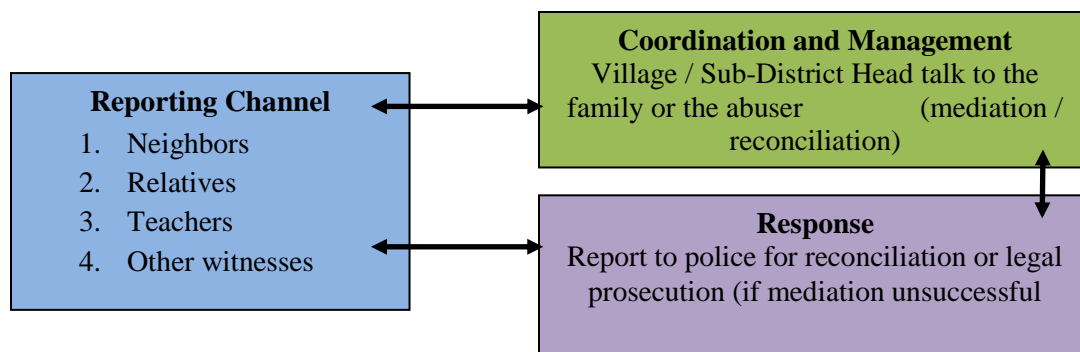 Reporting Channel
1. Neighbors
2. Relatives
3. Teachers
4. Other witnesses
Coordination and Management
Village / Sub-District Head talk to the
family or the abuser (mediation /
reconciliation)
Response
Report to police for reconciliation or legal
prosecution (if mediation unsuccessful